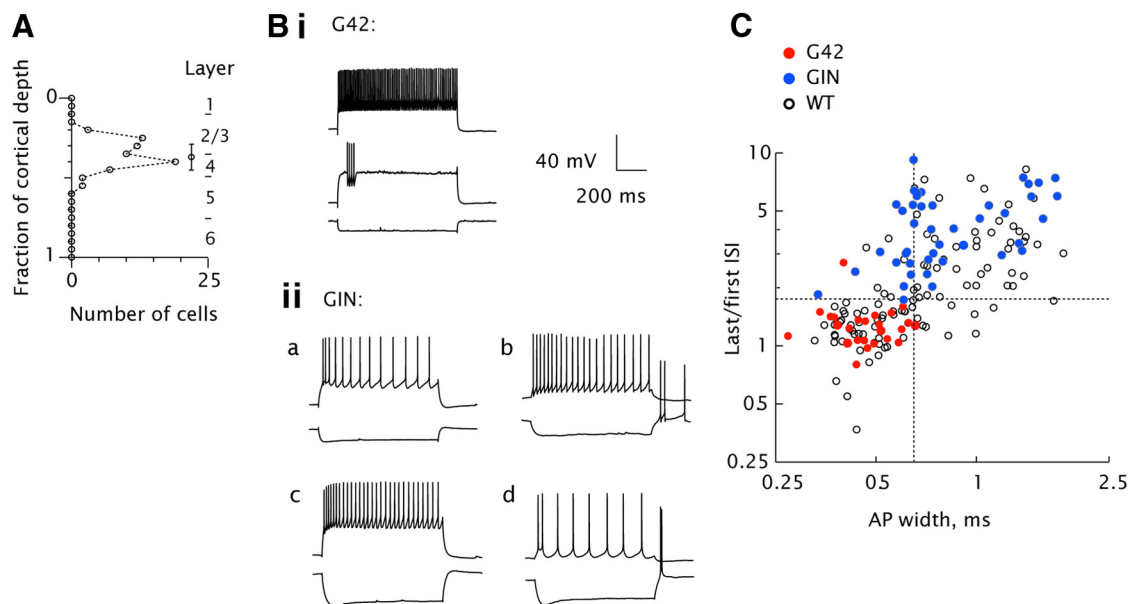 A
Layer
Fraction of cortical depth
0
1
2/3
4
5
6
1
0
25
Number of cells
B i G42:
40 mV
200 ms
ii GIN:
a
b
c
d
C
G42
GIN
WT
Last/first ISI
10
5
1
0.5
0.25
0.25
0.5
1
2.5
AP width, ms